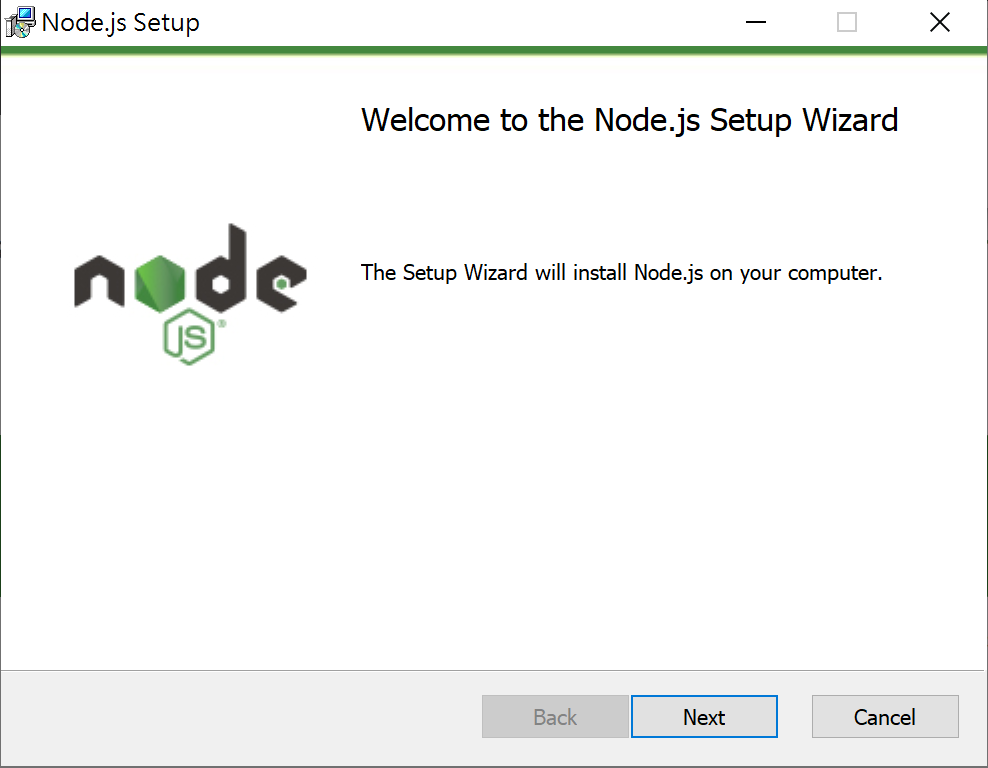 Node.js Setup
Welcome to the Node.js Setup Wizard
node
JS®
The Setup Wizard will install Node.js on your computer.
Back
Next
Cancel